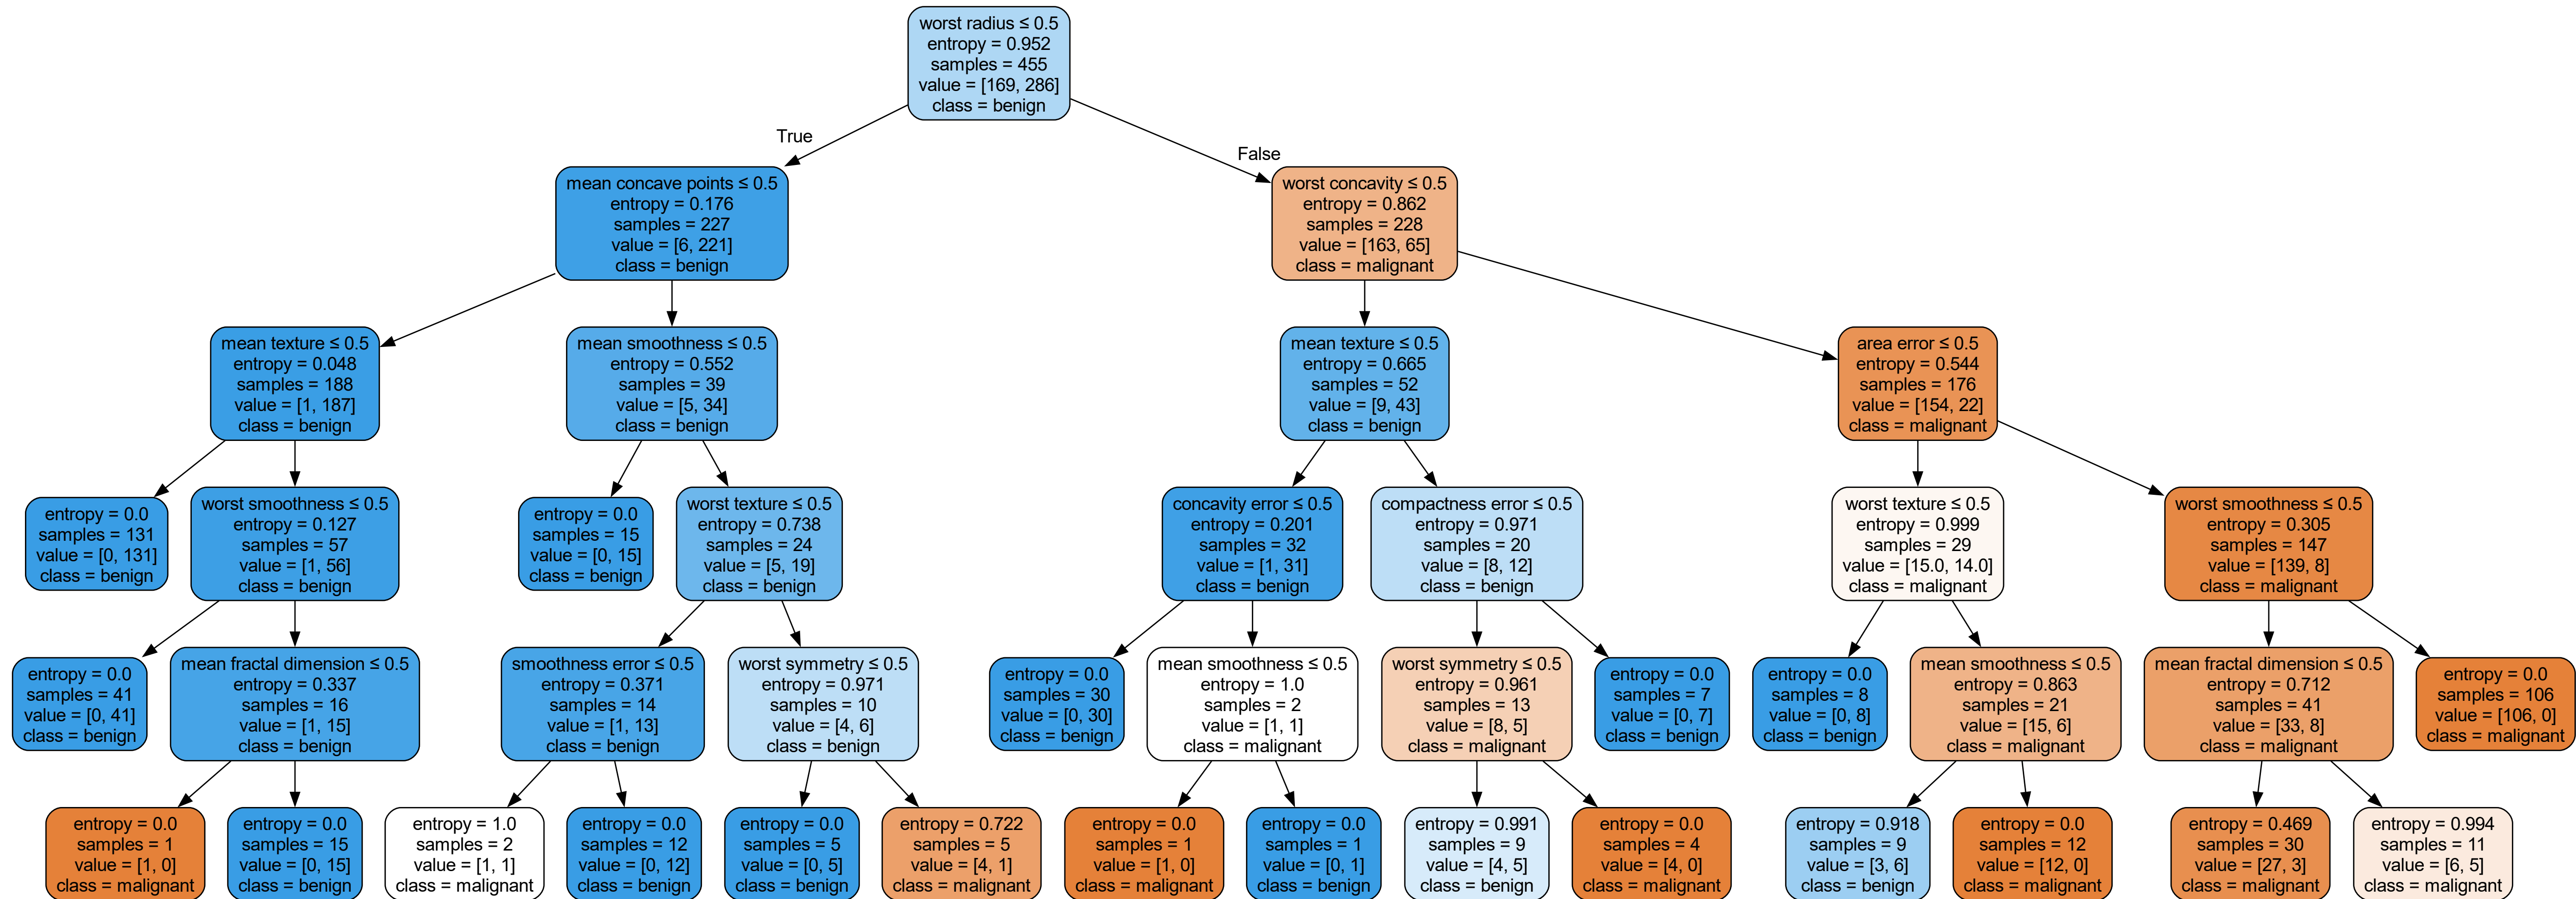 worst radius ≤ 0.5
entropy = 0.952
samples = 455
value = [169, 286]
class = benign
True
False
mean concave points ≤ 0.5
entropy = 0.176
samples = 227
value = [6, 221]
class = benign
worst concavity ≤ 0.5
entropy = 0.862
samples = 228
value = [163, 65]
class = malignant
mean texture ≤ 0.5
entropy = 0.048
samples = 188
value = [1, 187]
class = benign
mean smoothness ≤ 0.5
entropy = 0.552
samples = 39
value = [5, 34]
class = benign
mean texture ≤ 0.5
entropy = 0.665
samples = 52
value = [9, 43]
class = benign
area error ≤ 0.5
entropy = 0.544
samples = 176
value = [154, 22]
class = malignant
entropy = 0.0
samples = 131
value = [0, 131]
class = benign
worst smoothness ≤ 0.5
entropy = 0.127
samples = 57
value = [1, 56]
class = benign
entropy = 0.0
samples = 15
value = [0, 15]
class = benign
worst texture ≤ 0.5
entropy = 0.738
samples = 24
value = [5, 19]
class = benign
concavity error ≤ 0.5
entropy = 0.201
samples = 32
value = [1, 31]
class = benign
compactness error ≤ 0.5
entropy = 0.971
samples = 20
value = [8, 12]
class = benign
worst texture ≤ 0.5
entropy = 0.999
samples = 29
value = [15.0, 14.0]
class = malignant
worst smoothness ≤ 0.5
entropy = 0.305
samples = 147
value = [139, 8]
class = malignant
entropy = 0.0
samples = 41
value = [0, 41]
class = benign
mean fractal dimension ≤ 0.5
entropy = 0.337
samples = 16
value = [1, 15]
class = benign
smoothness error ≤ 0.5
entropy = 0.371
samples = 14
value = [1, 13]
class = benign
worst symmetry ≤ 0.5
entropy = 0.971
samples = 10
value = [4, 6]
class = benign
entropy = 0.0
samples = 30
value = [0, 30]
class = benign
mean smoothness ≤ 0.5
entropy = 1.0
samples = 2
value = [1, 1]
class = malignant
worst symmetry ≤ 0.5
entropy = 0.961
samples = 13
value = [8, 5]
class = malignant
entropy = 0.0
samples = 7
value = [0, 7]
class = benign
entropy = 0.0
samples = 8
value = [0, 8]
class = benign
mean smoothness ≤ 0.5
entropy = 0.863
samples = 21
value = [15, 6]
class = malignant
mean fractal dimension ≤ 0.5
entropy = 0.712
samples = 41
value = [33, 8]
class = malignant
entropy = 0.0
samples = 106
value = [106, 0]
class = malignant
entropy = 0.0
samples = 1
value = [1, 0]
class = malignant
entropy = 0.0
samples = 15
value = [0, 15]
class = benign
entropy = 1.0
samples = 2
value = [1, 1]
class = malignant
entropy = 0.0
samples = 12
value = [0, 12]
class = benign
entropy = 0.0
samples = 5
value = [0, 5]
class = benign
entropy = 0.722
samples = 5
value = [4, 1]
class = malignant
entropy = 0.0
samples = 1
value = [1, 0]
class = malignant
entropy = 0.0
samples = 1
value = [0, 1]
class = benign
entropy = 0.991
samples = 9
value = [4, 5]
class = benign
entropy = 0.0
samples = 4
value = [4, 0]
class = malignant
entropy = 0.918
samples = 9
value = [3, 6]
class = benign
entropy = 0.0
samples = 12
value = [12, 0]
class = malignant
entropy = 0.469
samples = 30
value = [27, 3]
class = malignant
entropy = 0.994
samples = 11
value = [6, 5]
class = malignant